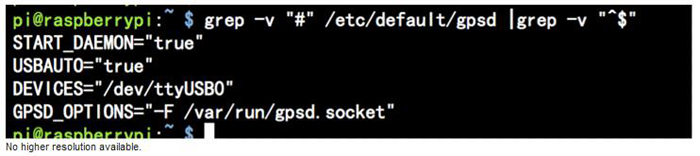 pi@raspberrypi:~ $ grep -v "#" /etc/default/gpsd |grep -v "^$"
START_DAEMON="true"
USBAUTO="true"
DEVICES="/dev/ttyUSB0"
GPSD_OPTIONS="-F /var/run/gpsd.socket"
pi@raspberrypi:~ $
No higher resolution available.